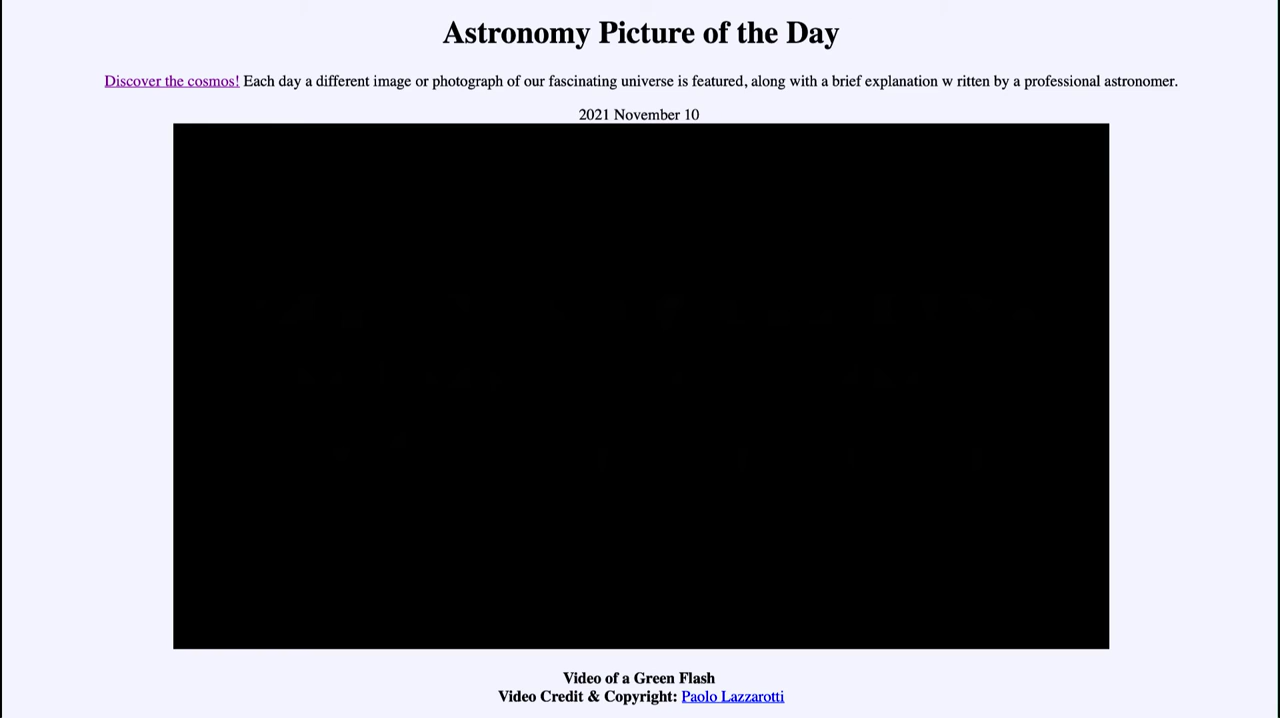 Astronomy Picture of the Day
Discover the cosmos! Each day a different image or photograph of our fascinating universe is featured, along with a brief explanation w ritten by a professional astronomer.
2021 November 10
Video of a Green Flash
Video Credit & Copyright: Paolo Lazzarotti